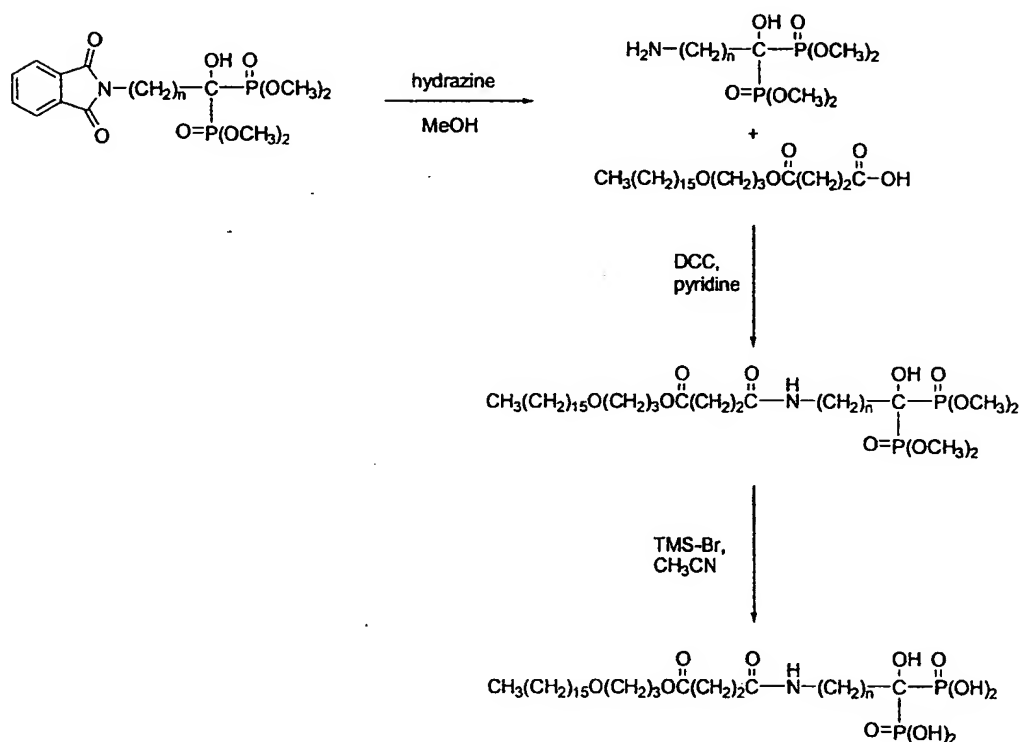 O
N—(CH₂)ₙ—C—P(OCH₃)₂
OH O
O=P(OCH₃)₂
O
hydrazine
MeOH
OH O
H₂N—(CH₂)ₙ—C—P(OCH₃)₂
O=P(OCH₃)₂
+
O O
CH₃(CH₂)₁₅O(CH₂)₃OC(CH₂)₂C—OH
DCC,
pyridine
O O H OH O
CH₃(CH₂)₁₅O(CH₂)₃OC(CH₂)₂C—N—(CH₂)ₙ—C—P(OCH₃)₂
O=P(OCH₃)₂
TMS-Br,
CH₃CN
O O H OH O
CH₃(CH₂)₁₅O(CH₂)₃OC(CH₂)₂C—N—(CH₂)ₙ—C—P(OH)₂
O=P(OH)₂